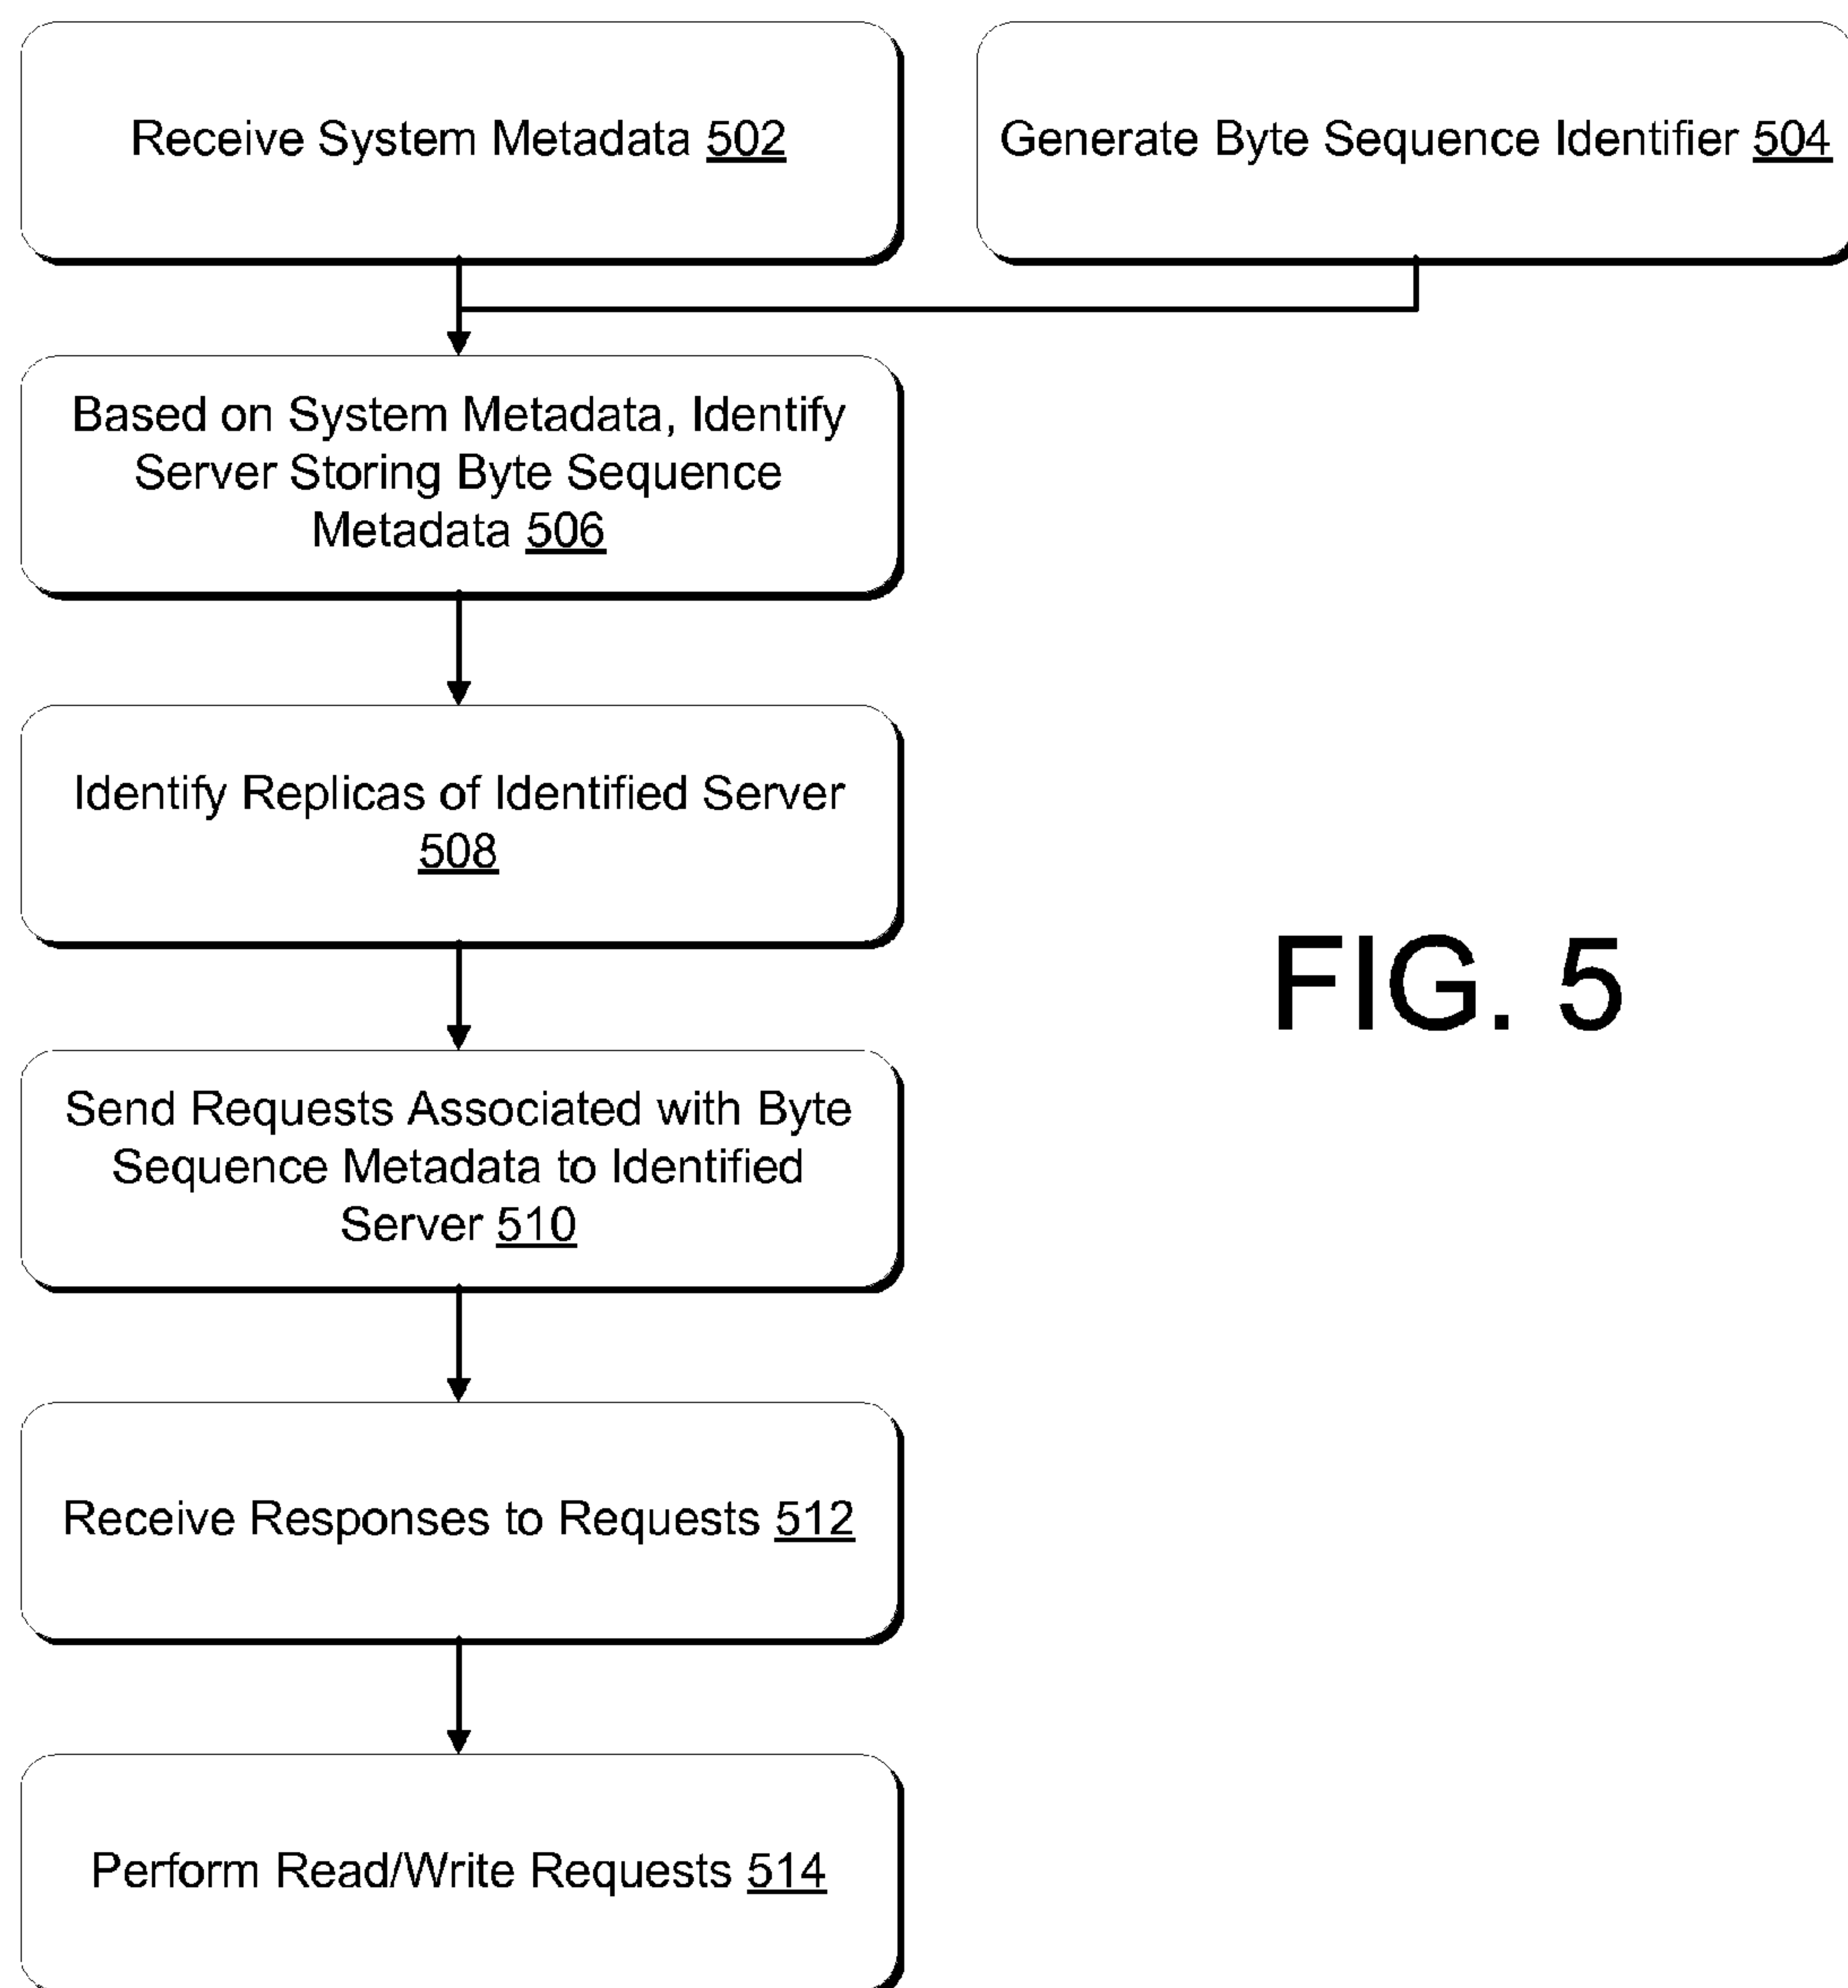 Receive System Metadata 502
Generate Byte Sequence Identifier 504
Based on System Metadata, Identify
Server Storing Byte Sequence
Metadata 506
Identify Replicas of Identified Server
508
Send Requests Associated with Byte
Sequence Metadata to Identified
Server 510
Receive Responses to Requests 512
Perform Read/Write Requests 514
FIG. 5